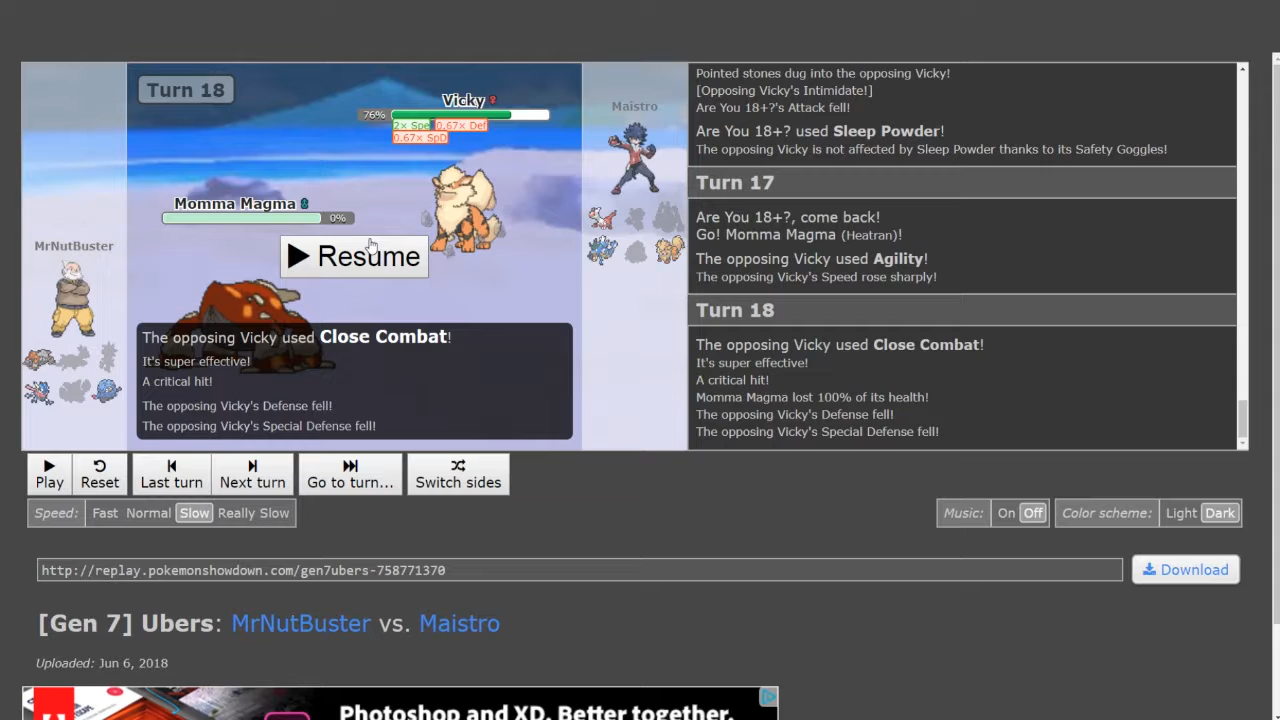 Turn 18
Vicky
76%
2× Spe 0.67× Def
0.67× SpD
Momma Magma
0%
MrNutBuster
Maistro
Resume
The opposing Vicky used Close Combat!
It's super effective!
A critical hit!
The opposing Vicky's Defense fell!
The opposing Vicky's Special Defense fell!
Pointed stones dug into the opposing Vicky!
[Opposing Vicky's Intimidate!]
Are You 18+?'s Attack fell!
Are You 18+? used Sleep Powder!
The opposing Vicky is not affected by Sleep Powder thanks to its Safety Goggles!
Turn 17
Are You 18+?, come back!
Go! Momma Magma (Heatran)!
The opposing Vicky used Agility!
The opposing Vicky's Speed rose sharply!
Turn 18
The opposing Vicky used Close Combat!
It's super effective!
A critical hit!
Momma Magma lost 100% of its health!
The opposing Vicky's Defense fell!
The opposing Vicky's Special Defense fell!
Play Reset Last turn Next turn Go to turn... Switch sides
Speed: Fast Normal Slow Really Slow
Music: On Off Color scheme: Light Dark
http://replay.pokemonshowdown.com/gen7ubers-758771370
Download
[Gen 7] Ubers: MrNutBuster vs. Maistro
Uploaded: Jun 6, 2018
Photoshop and XD. Better together.